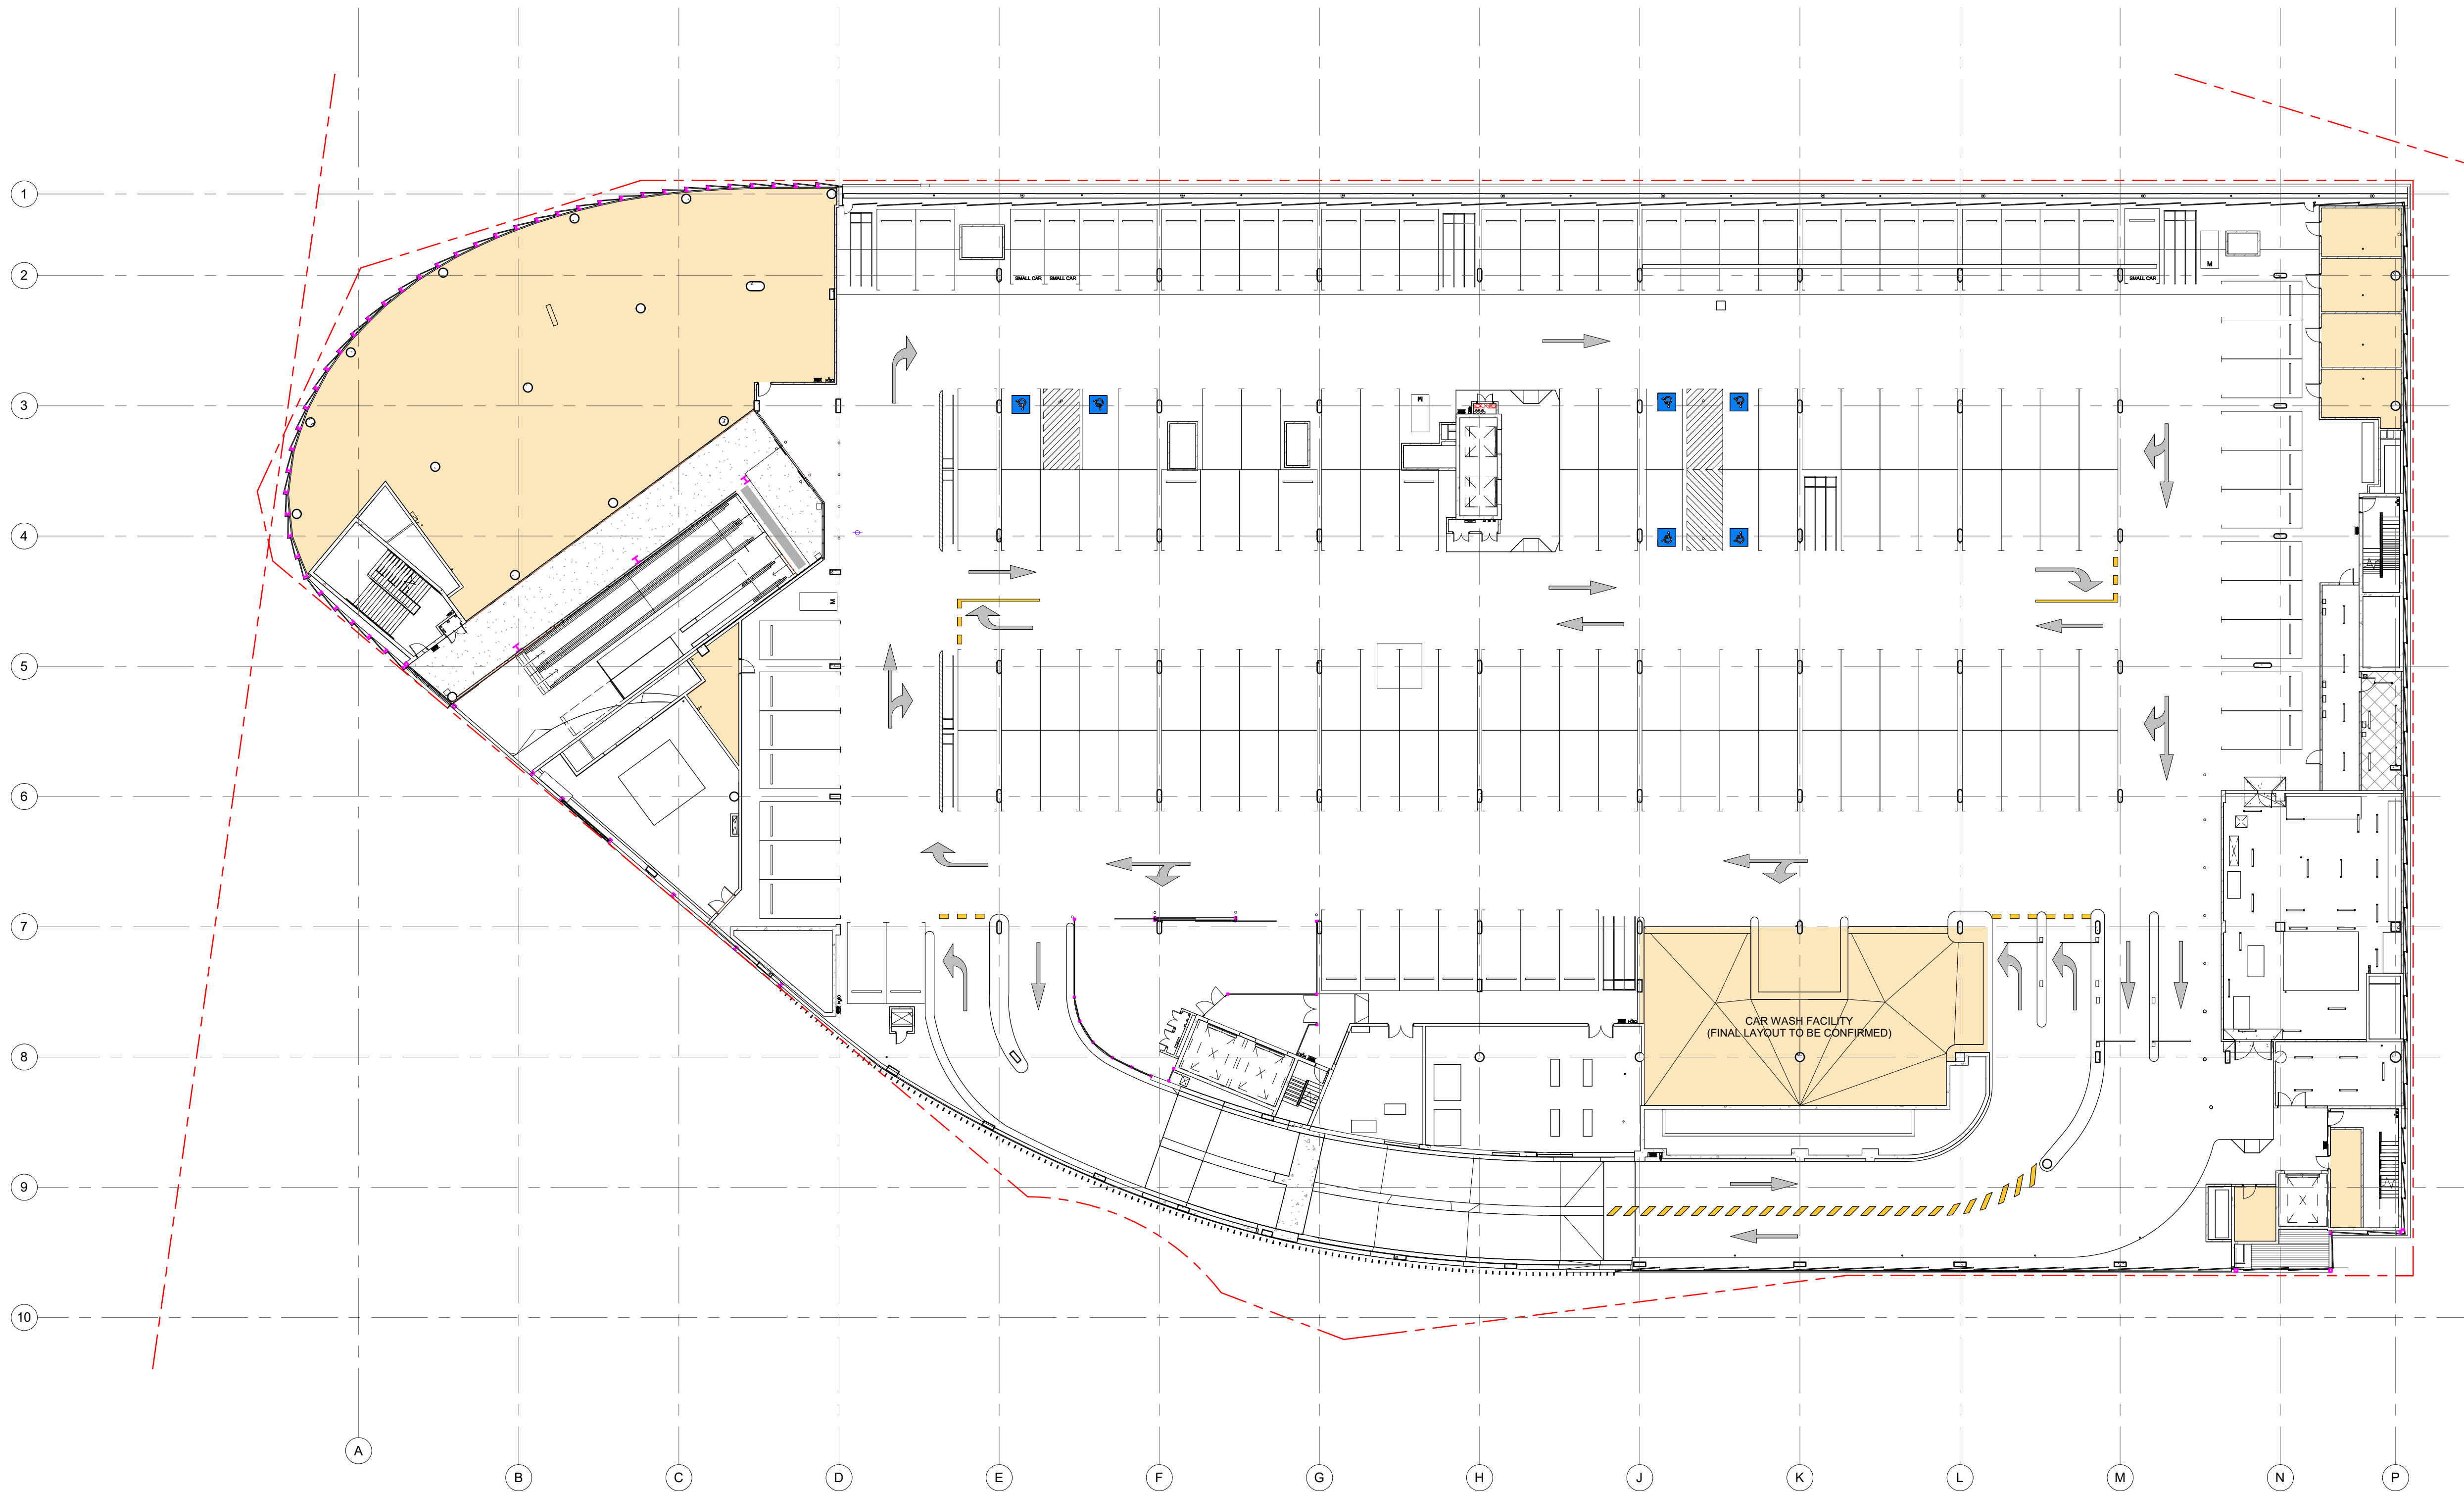 1
M
2
SMALL CAR SMALL CAR
SMALL CAR
3
M
4
M
5
6
7
CAR WASH FACILITY
(FINAL LAYOUT TO BE CONFIRMED)
8
9
10
A
B C D E F G H J K L M N P